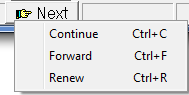 Next
Continue Ctrl+C
Forward Ctrl+F
Renew Ctrl+R